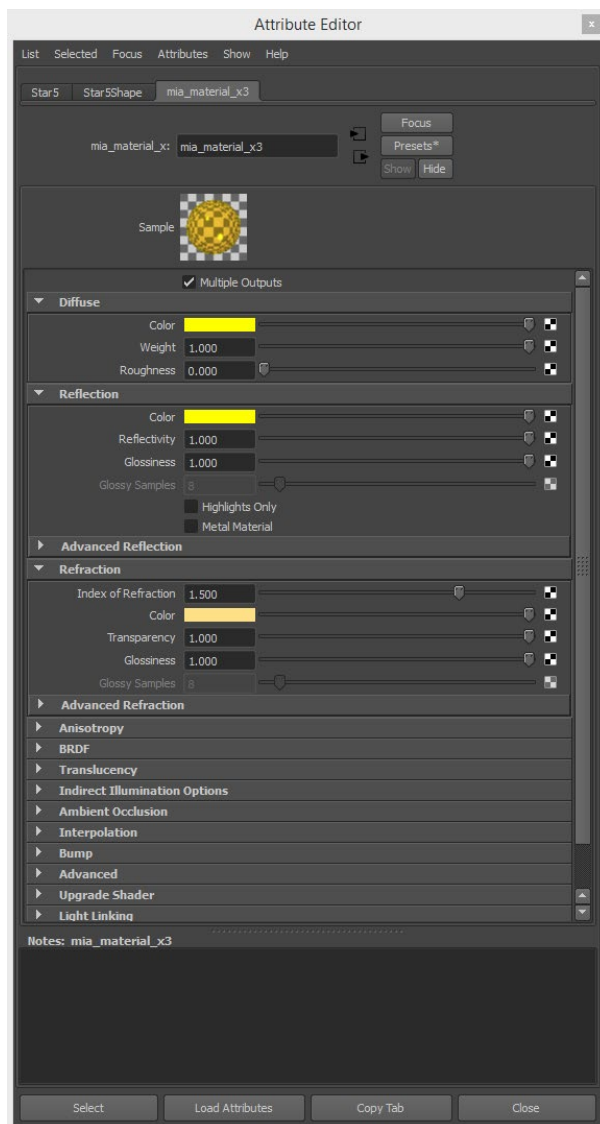 Attribute Editor
x
List Selected Focus Attributes Show Help
Star5 Star5Shape mia_material_x3
Focus
mia_material_x: mia_material_x3
Presets*
Show Hide
Sample
Multiple Outputs
Diffuse
Color
Weight 1.000
Roughness 0.000
Reflection
Color
Reflectivity 1.000
Glossiness 1.000
Glossy Samples 8
Highlights Only
Metal Material
Advanced Reflection
Refraction
Index of Refraction 1.500
Color
Transparency 1.000
Glossiness 1.000
Glossy Samples 8
Advanced Refraction
Anisotropy
BRDF
Translucency
Indirect Illumination Options
Ambient Occlusion
Interpolation
Bump
Advanced
Upgrade Shader
Light Linking
Notes: mia_material_x3
Select Load Attributes Copy Tab Close